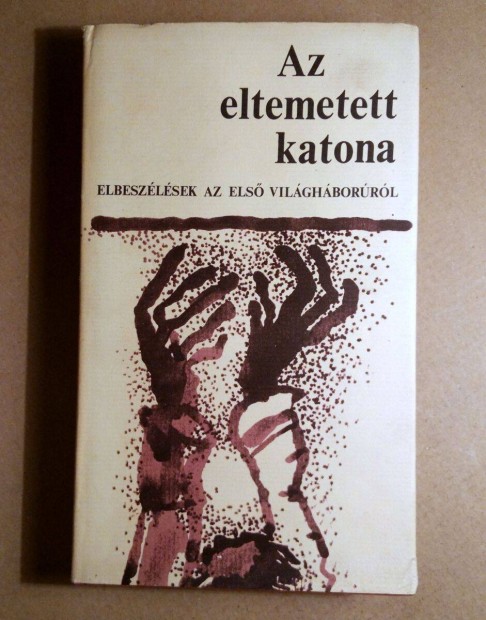 Az
eltemetett
katona
ELBESZÉLÉSEK AZ ELSŐ VILÁGHÁBORÚRÓL